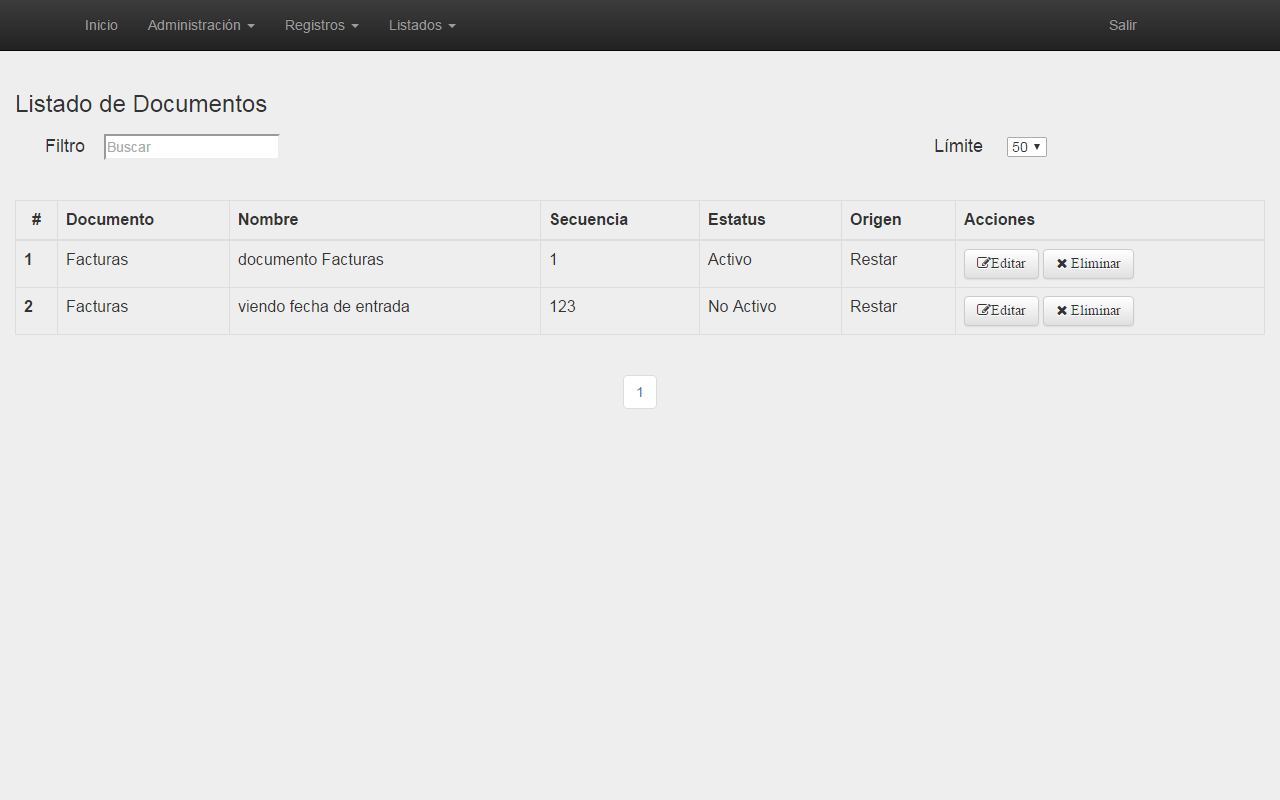 Inicio Administración Registros Listados Salir
Listado de Documentos
Filtro Buscar Límite 50
# Documento Nombre Secuencia Estatus Origen Acciones
1 Facturas documento Facturas 1 Activo Restar Editar Eliminar
2 Facturas viendo fecha de entrada 123 No Activo Restar Editar Eliminar
1